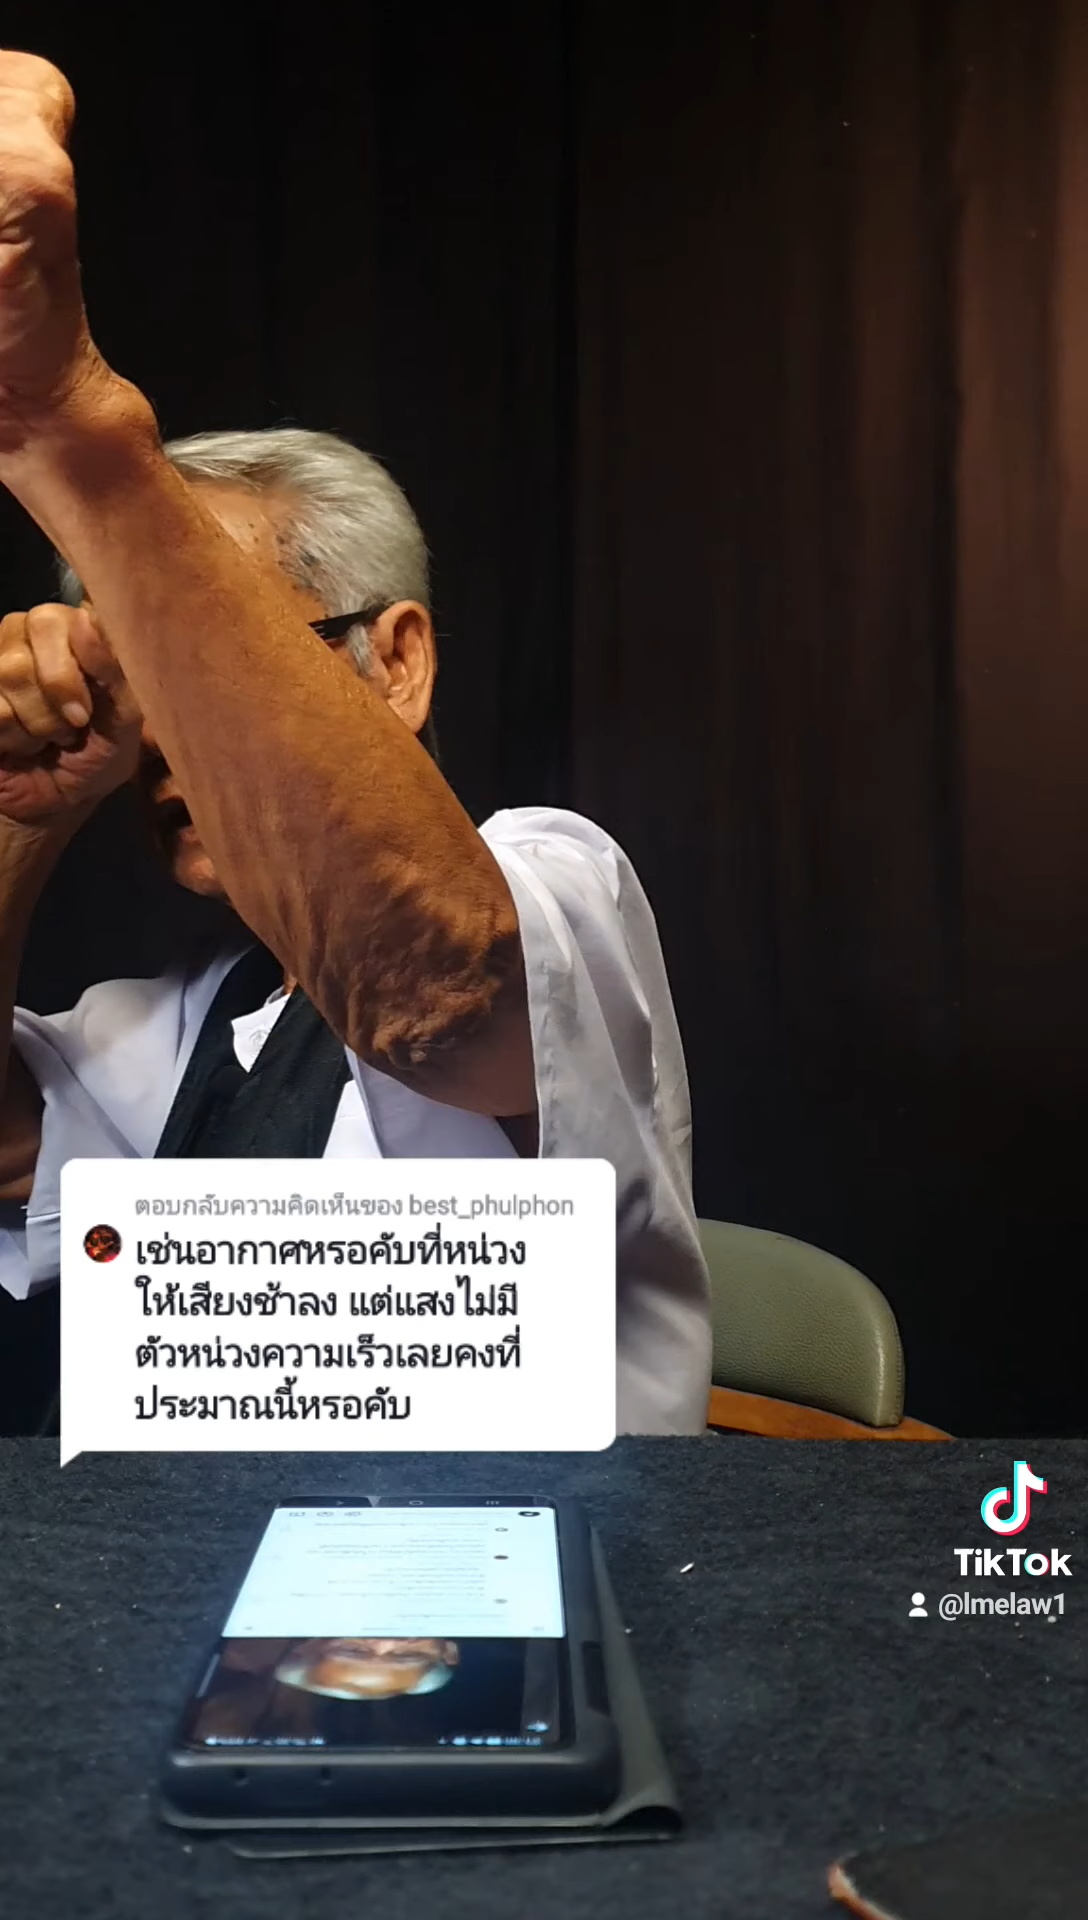 ตอบกลับความคิดเห็นของ best_phulphon
เช่นอากาศหรอคับที่หน่วง
ให้เสียงช้าลง แต่แสงไม่มี
ตัวหน่วงความเร็วเลยคงที่
ประมาณนี้หรอคับ
TikTok
@lmelaw1